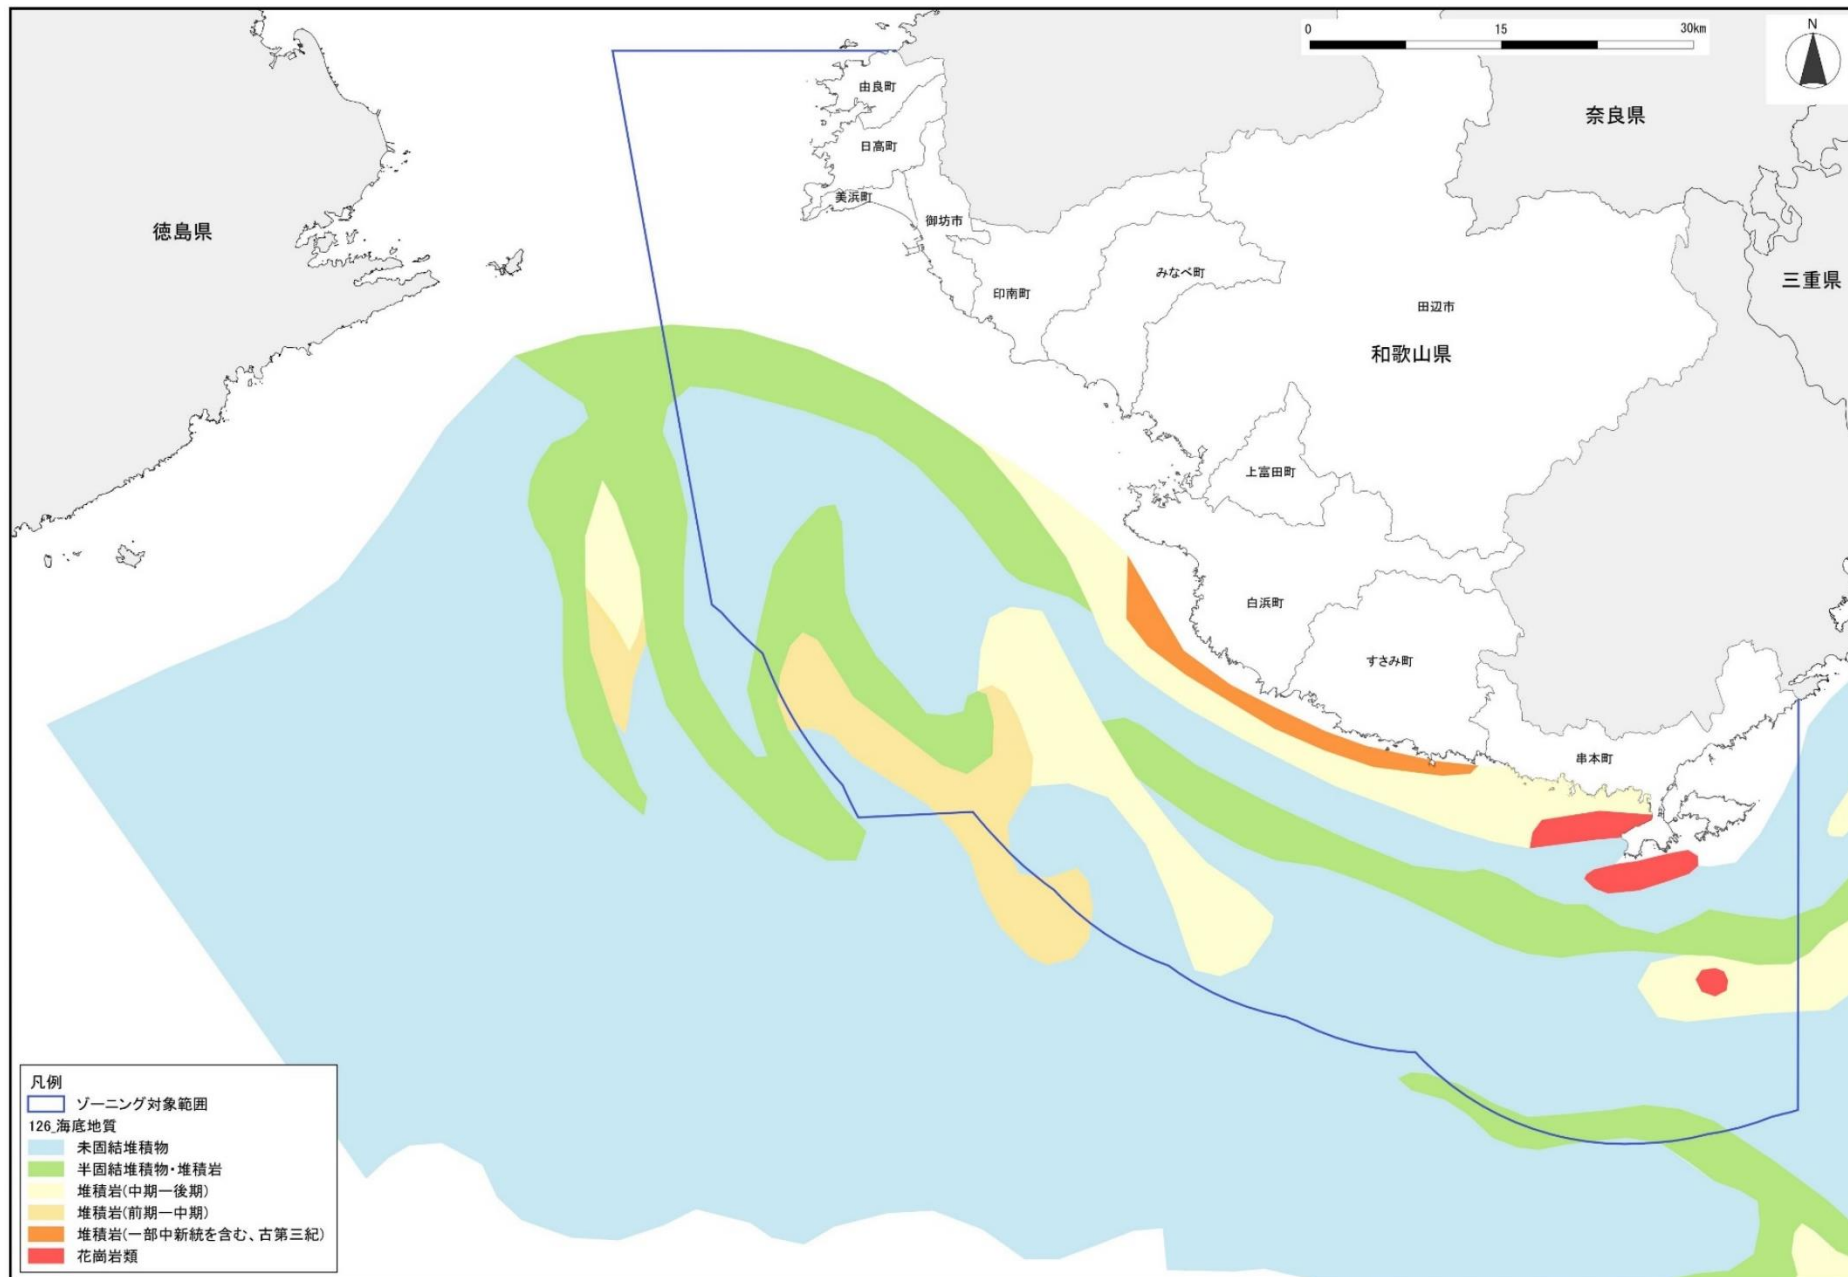 0 15 30km
N
由良町
奈良県
日高町
美浜町
御坊市
徳島県
みなべ町
三重県
印南町
田辺市
和歌山県
上富田町
白浜町
すさみ町
串本町
凡例
ゾーニング対象範囲
126_海底地質
未固結堆積物
半固結堆積物・堆積岩
堆積岩(中期ー後期)
堆積岩(前期ー中期)
堆積岩(一部中新統を含む、古第三紀)
花崗岩類